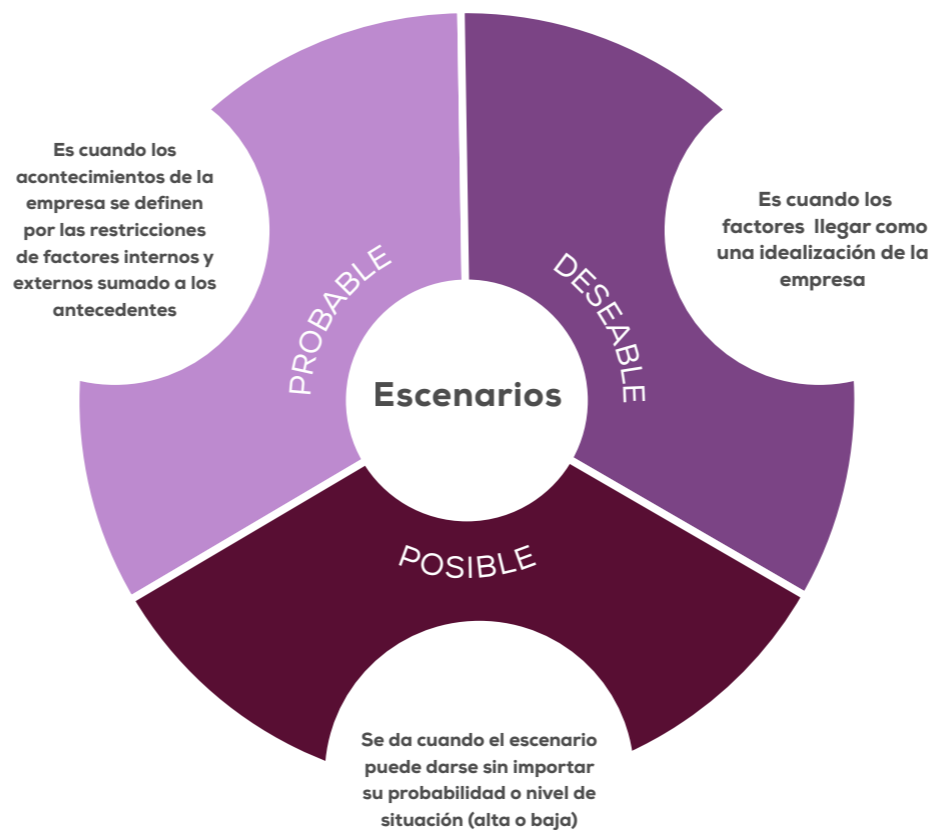 Es cuando los
acontecimientos de la
empresa se definen
por las restricciones
de factores internos y
externos sumado a los
antecedentes
PROBABLE
DESEABLE
Es cuando los
factores llegar como
una idealización de la
empresa
Escenarios
POSIBLE
Se da cuando el escenario
puede darse sin importar
su probabilidad o nivel de
situación (alta o baja)